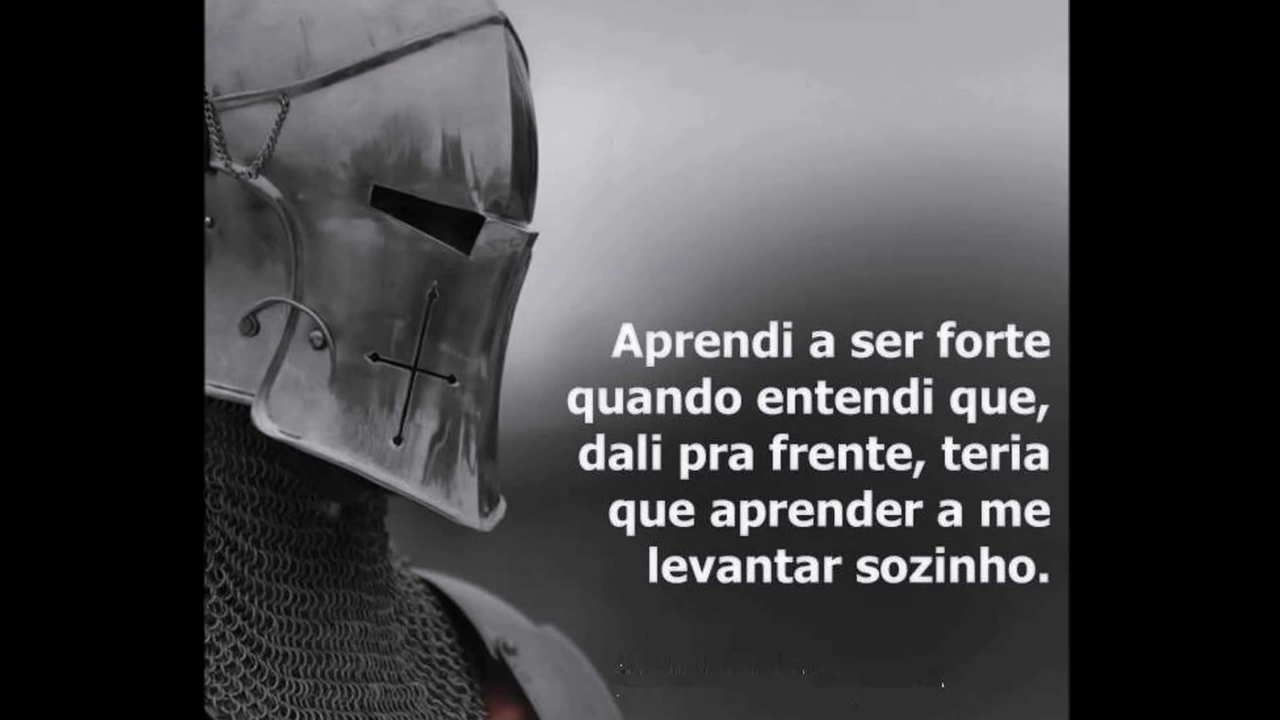 Aprendi a ser forte
quando entendi que,
dali pra frente, teria
que aprender a me
levantar sozinho.